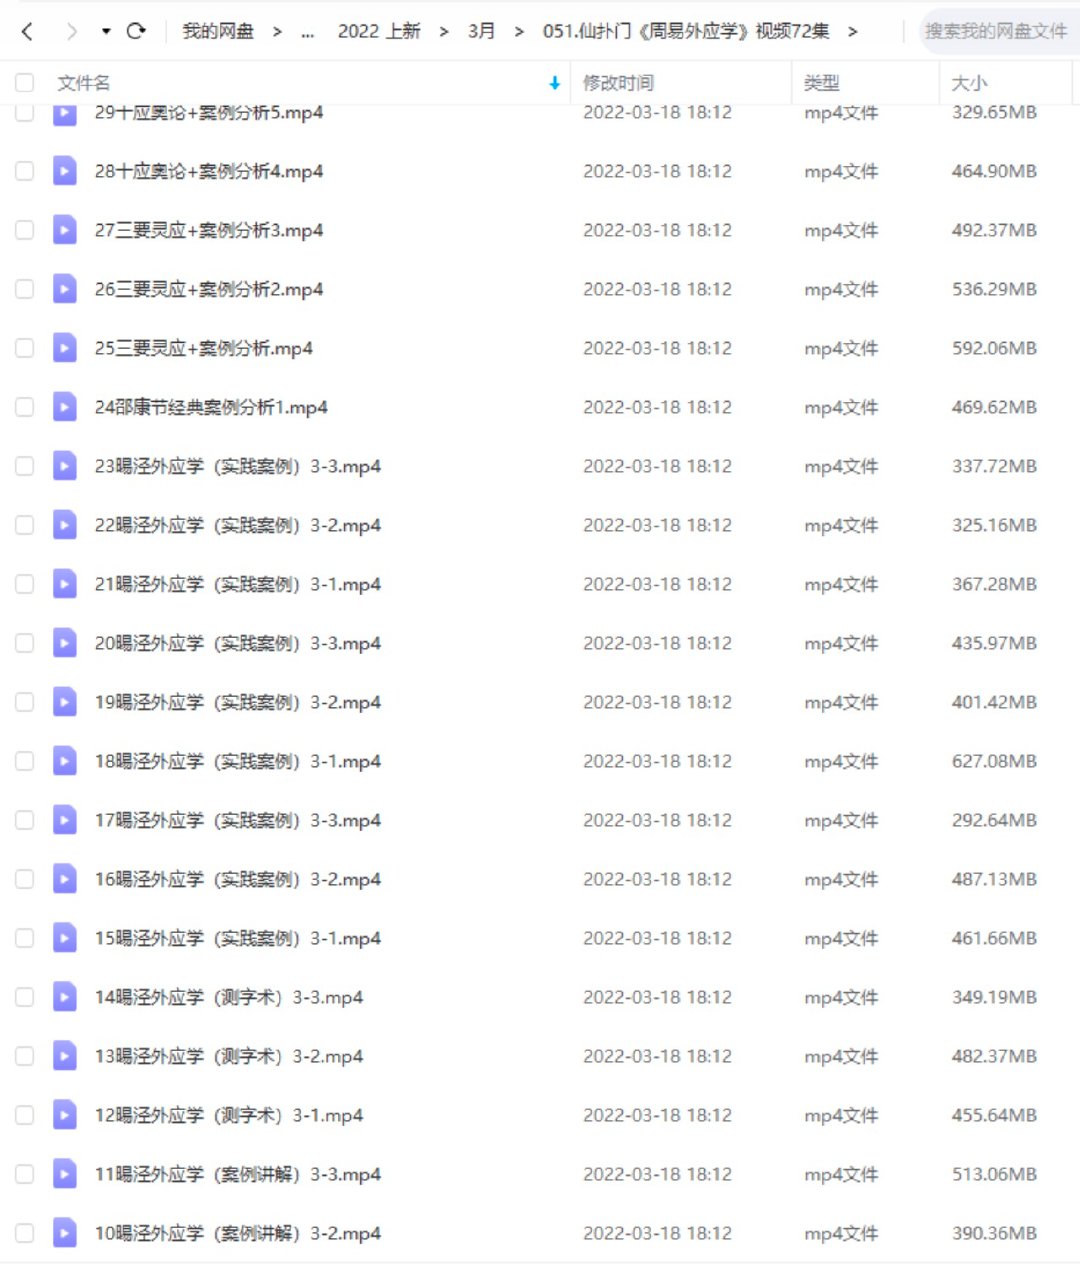 我的网盘 > ... 2022 上新 > 3月 > 051.仙扑门《周易外应学》视频72集 > 搜索我的网盘文件
文件名 修改时间 类型 大小
29十应奥论+案例分析5.mp4 2022-03-18 18:12 mp4文件 329.65MB
28十应奥论+案例分析4.mp4 2022-03-18 18:12 mp4文件 464.90MB
27三要灵应+案例分析3.mp4 2022-03-18 18:12 mp4文件 492.37MB
26三要灵应+案例分析2.mp4 2022-03-18 18:12 mp4文件 536.29MB
25三要灵应+案例分析.mp4 2022-03-18 18:12 mp4文件 592.06MB
24邵康节经典案例分析1.mp4 2022-03-18 18:12 mp4文件 469.62MB
23暘泾外应学（实践案例）3-3.mp4 2022-03-18 18:12 mp4文件 337.72MB
22暘泾外应学（实践案例）3-2.mp4 2022-03-18 18:12 mp4文件 325.16MB
21暘泾外应学（实践案例）3-1.mp4 2022-03-18 18:12 mp4文件 367.28MB
20暘泾外应学（实践案例）3-3.mp4 2022-03-18 18:12 mp4文件 435.97MB
19暘泾外应学（实践案例）3-2.mp4 2022-03-18 18:12 mp4文件 401.42MB
18暘泾外应学（实践案例）3-1.mp4 2022-03-18 18:12 mp4文件 627.08MB
17暘泾外应学（实践案例）3-3.mp4 2022-03-18 18:12 mp4文件 292.64MB
16暘泾外应学（实践案例）3-2.mp4 2022-03-18 18:12 mp4文件 487.13MB
15暘泾外应学（实践案例）3-1.mp4 2022-03-18 18:12 mp4文件 461.66MB
14暘泾外应学（测字术）3-3.mp4 2022-03-18 18:12 mp4文件 349.19MB
13暘泾外应学（测字术）3-2.mp4 2022-03-18 18:12 mp4文件 482.37MB
12暘泾外应学（测字术）3-1.mp4 2022-03-18 18:12 mp4文件 455.64MB
11暘泾外应学（案例讲解）3-3.mp4 2022-03-18 18:12 mp4文件 513.06MB
10暘泾外应学（案例讲解）3-2.mp4 2022-03-18 18:12 mp4文件 390.36MB